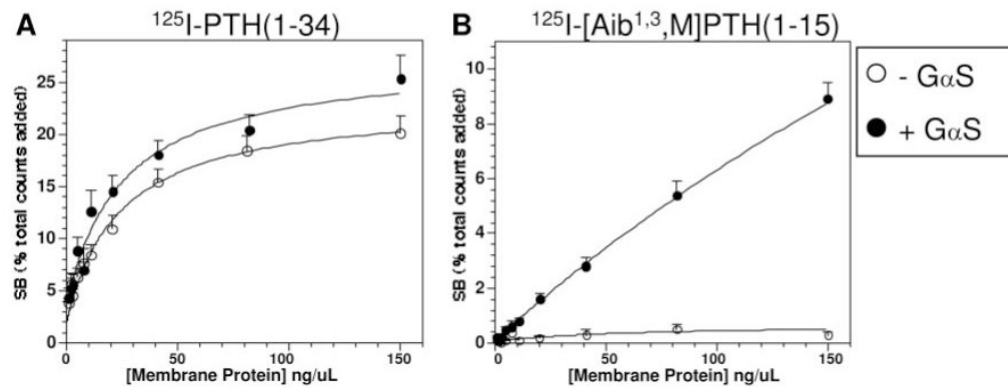 A
¹²⁵I-PTH(1-34)
SB (% total counts added)
25
20
15
10
5
0
0
50
100
150
[Membrane Protein] ng/uL
B
¹²⁵I-[Aib¹,³,M]PTH(1-15)
SB (% total counts added)
10
8
6
4
2
0
0
50
100
150
[Membrane Protein] ng/uL
- GαS
+ GαS